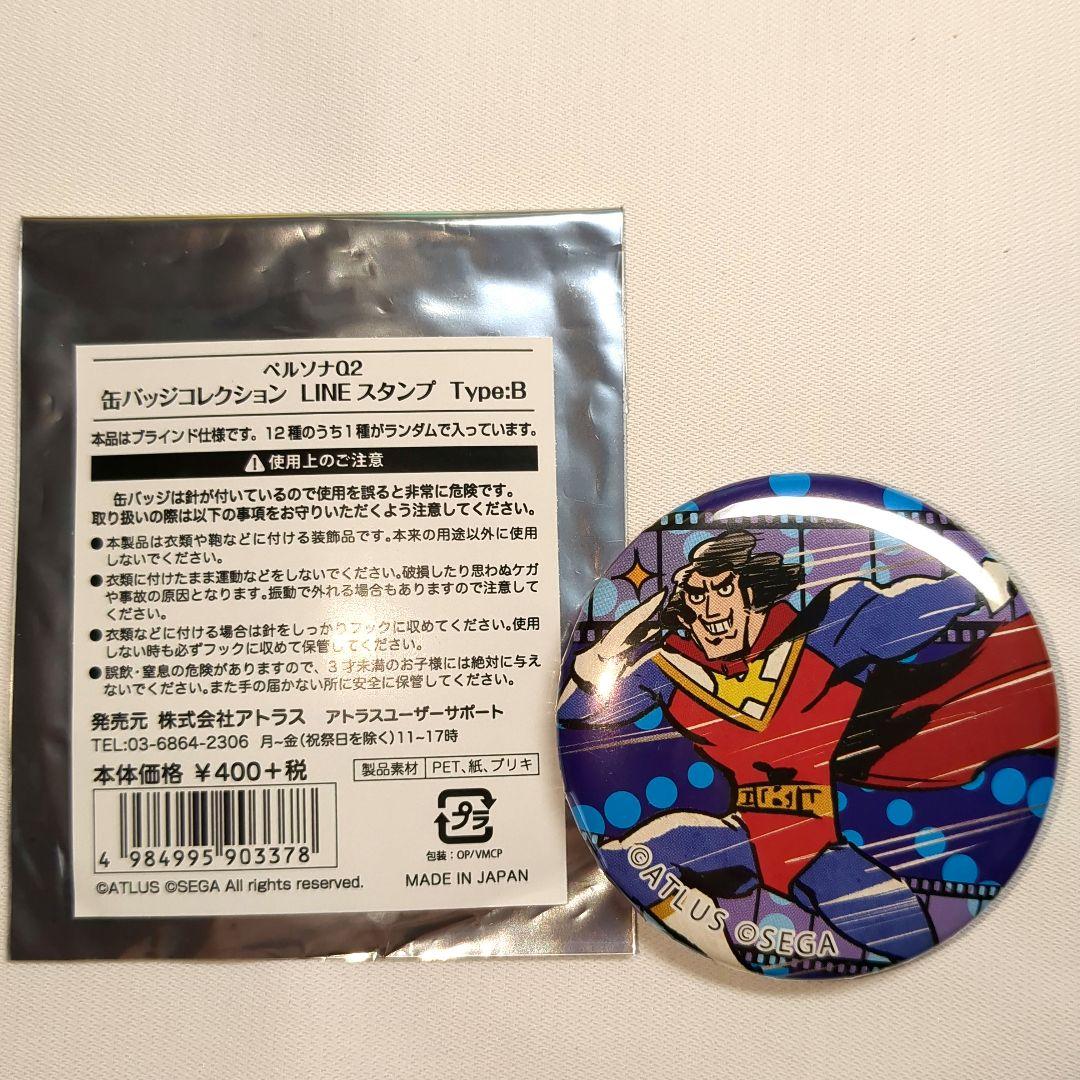 ペルソナQ2
缶バッジコレクション LINE スタンプ Type:B
本品はブラインド仕様です。12種のうち1種がランダムで入っています。
使用上のご注意
缶バッジは針が付いているので使用を誤ると非常に危険です。
取り扱いの際は以下の事項をお守りいただくよう注意してください。
●本製品は衣類や鞄などに付ける装飾品です。本来の用途以外に使用
しないでください。
●衣類に付けたまま運動などをしないでください。破損したり思わぬケガ
や事故の原因となります。振動で外れる場合もありますので注意して
ください。
●衣類などに付ける場合は針をしっかりフックに収めてください。使用
しない時も必ずフックに収めて保管してください。
●誤飲・窒息の危険がありますので、3才未満のお子様には絶対に与え
ないでください。また手の届かない所に安全に保管してください。
発売元 株式会社アトラス アトラスユーザーサポート
TEL:03-6864-2306 月~金(祝祭日を除く)11~17時
本体価格 ¥400+税
製品素材 PET、紙、ブリキ
プラ
包装:OP/VMCP
4 984995 903378
©ATLUS ©SEGA All rights reserved.
MADE IN JAPAN
©ATLUS ©SEGA